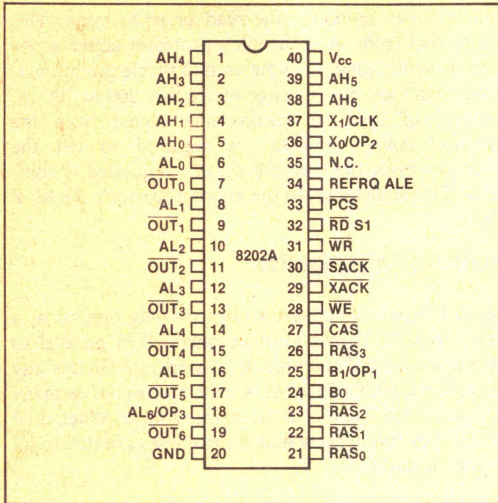 AH4 1 40 Vcc
AH3 2 39 AH5
AH2 3 38 AH6
AH1 4 37 X1/CLK
AH0 5 36 X0/OP2
AL0 6 35 N.C.
OUT0 7 34 REFRQ ALE
AL1 8 33 PCS
OUT1 9 32 RD S1
AL2 10 31 WR
8202A
OUT2 11 30 SACK
AL3 12 29 XACK
OUT3 13 28 WE
AL4 14 27 CAS
OUT4 15 26 RAS3
AL5 16 25 B1/OP1
OUT5 17 24 B0
AL6/OP3 18 23 RAS2
OUT6 19 22 RAS1
GND 20 21 RAS0